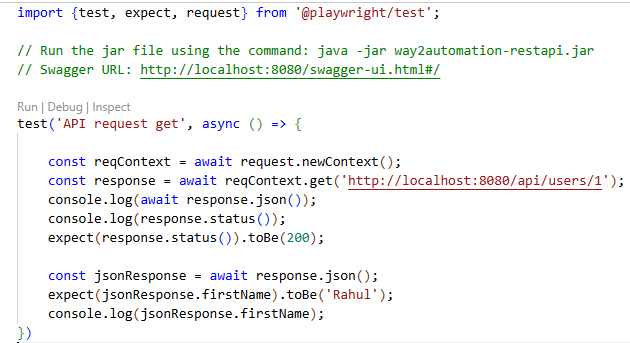 import {test, expect, request} from '@playwright/test';
// Run the jar file using the command: java -jar way2automation-restapi.jar
// Swagger URL: http://localhost:8080/swagger-ui.html#/
Run | Debug | Inspect
test('API request get', async () => {
const reqContext = await request.newContext();
const response = await reqContext.get('http://localhost:8080/api/users/1');
console.log(await response.json());
console.log(response.status());
expect(response.status()).toBe(200);
const jsonResponse = await response.json();
expect(jsonResponse.firstName).toBe('Rahul');
console.log(jsonResponse.firstName);
})